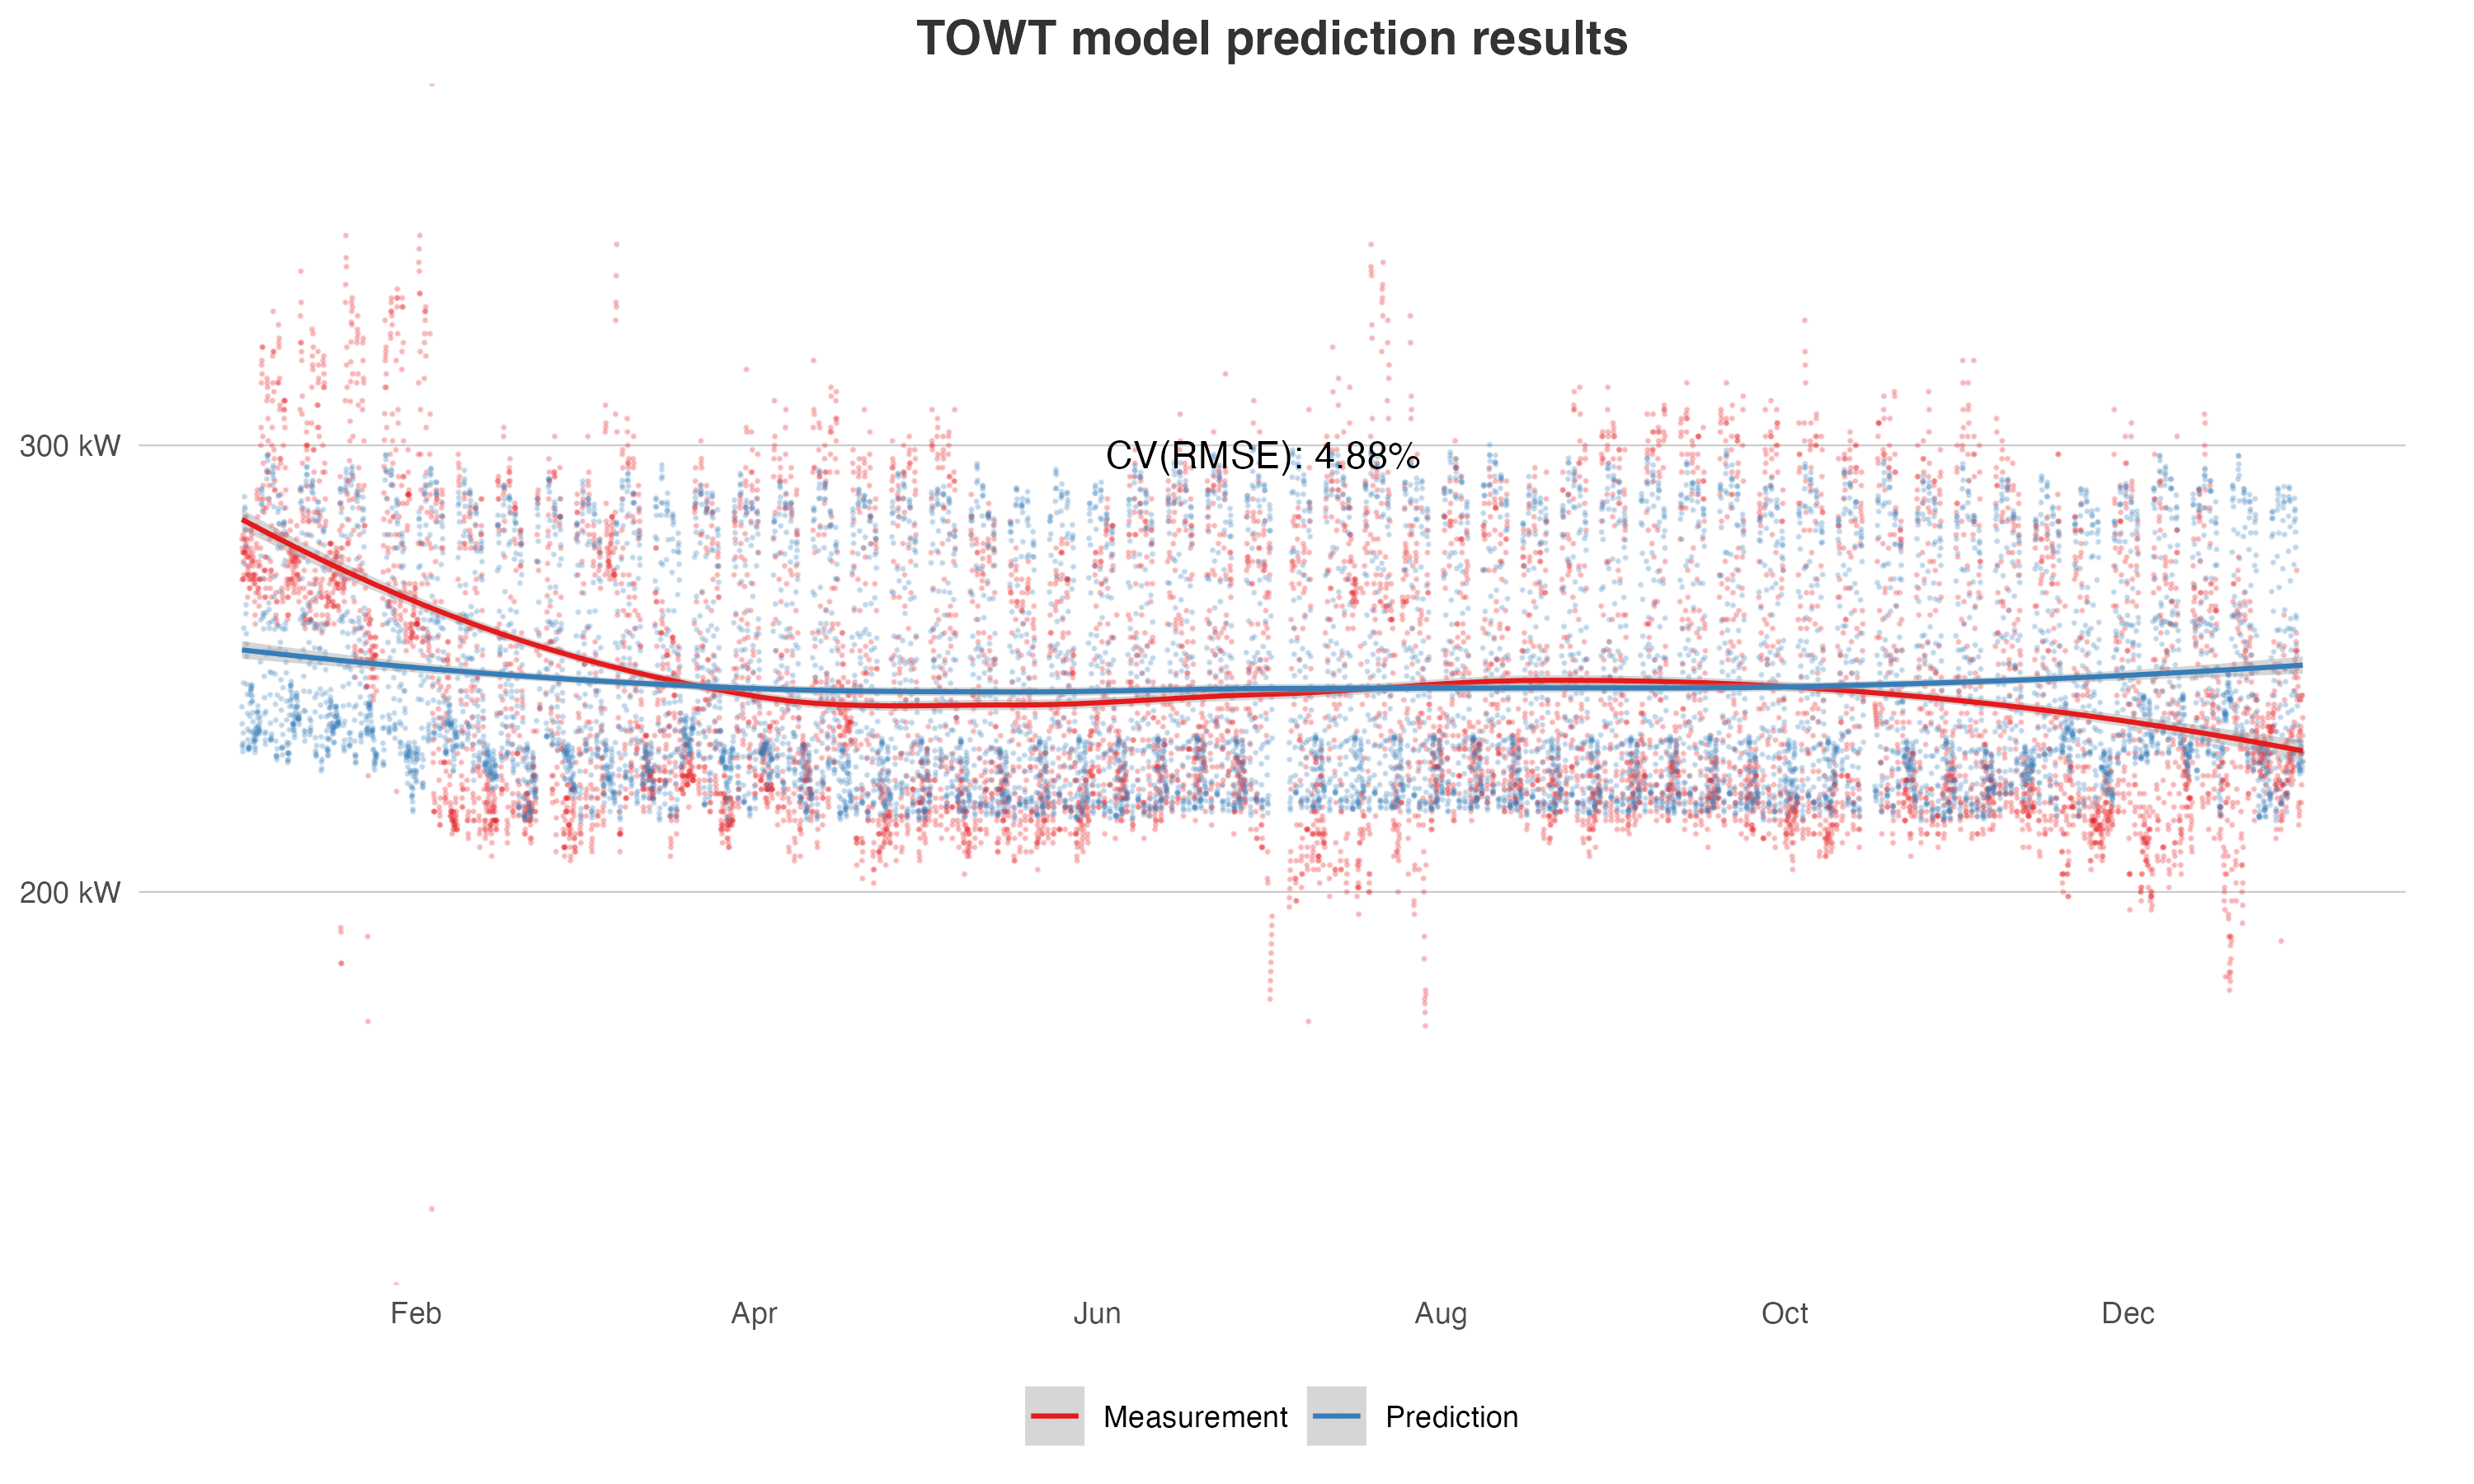 TOWT model prediction results
300 kW
CV(RMSE): 4.88%
200 kW
Feb Apr Jun Aug Oct Dec
Measurement Prediction